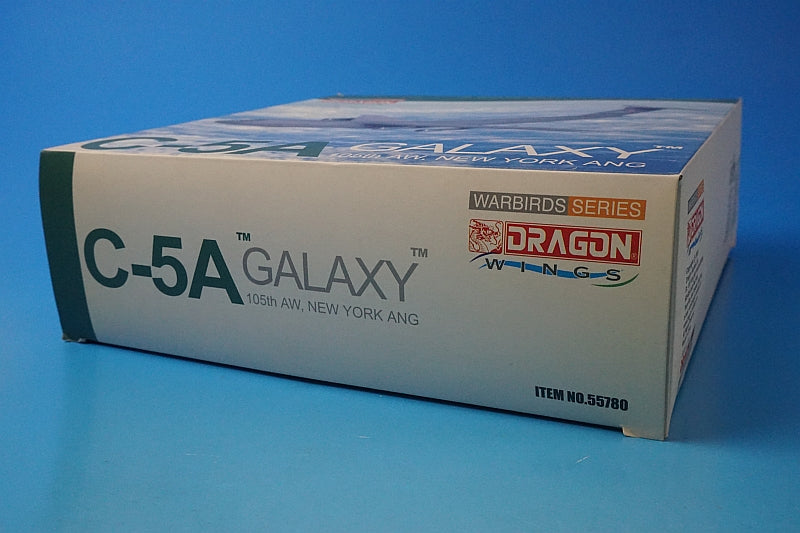 C-5A GALAXY™
105th AW, NEW YORK ANG
C-5A™ GALAXY™
105th AW, NEW YORK ANG
WARBIRDS SERIES
DRAGON
WINGS
ITEM NO.55780